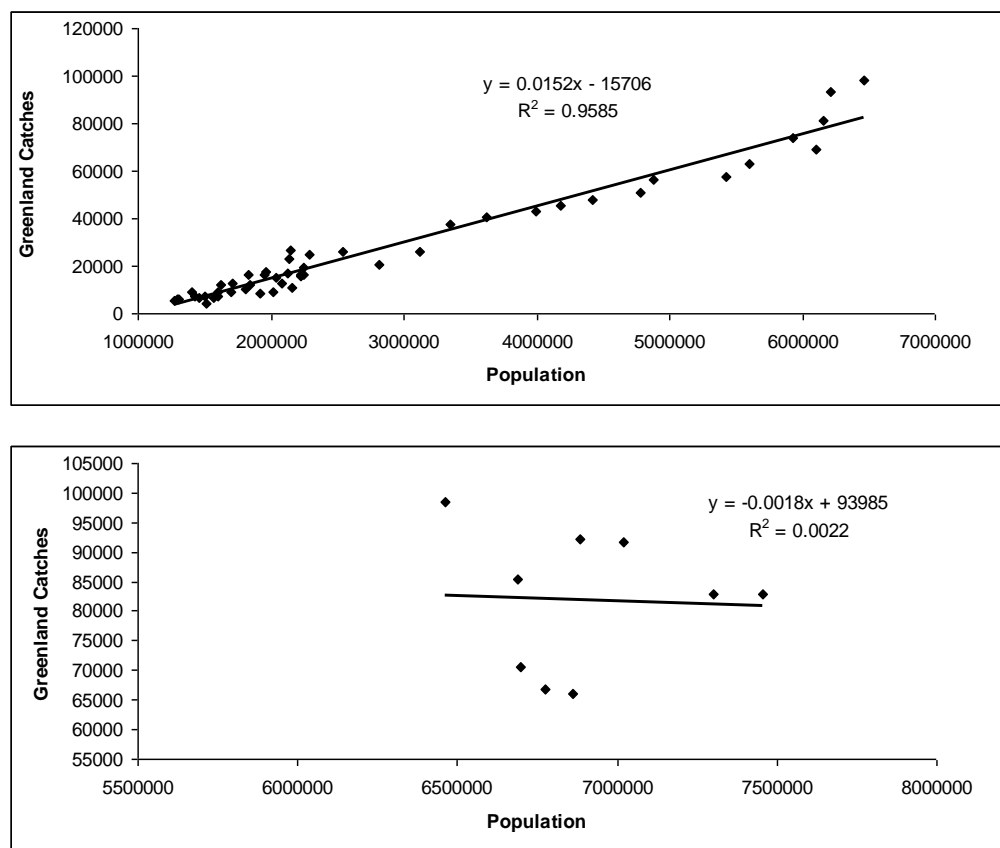 120000
100000
80000
60000
40000
20000
0
Greenland Catches
y = 0.0152x - 15706
R² = 0.9585
1000000 2000000 3000000 4000000 5000000 6000000 7000000
Population
105000
100000
95000
90000
85000
80000
75000
70000
65000
60000
55000
Greenland Catches
y = -0.0018x + 93985
R² = 0.0022
5500000 6000000 6500000 7000000 7500000 8000000
Population